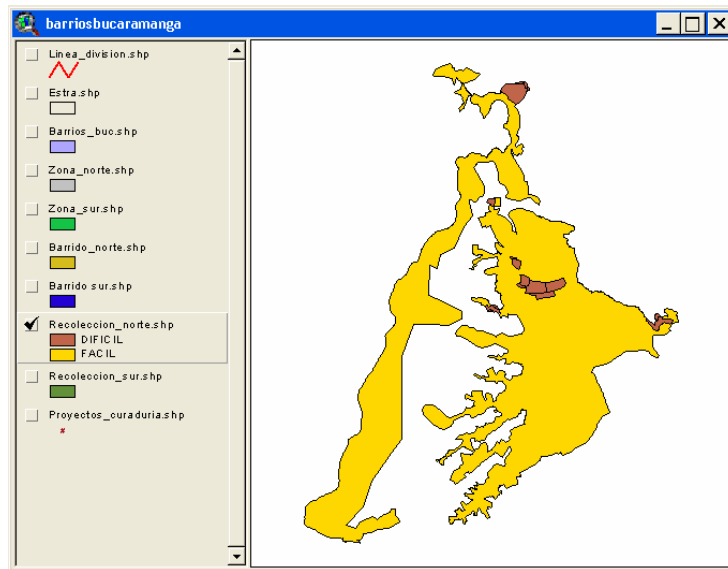 barriosbucaramanga
Linea_division.shp
Estra.shp
Barrios_buc.shp
Zona_norte.shp
Zona_sur.shp
Barrido_norte.shp
Barrido sur.shp
Recoleccion_norte.shp
DIFICIL
FACIL
Recoleccion_sur.shp
Proyectos_curaduria.shp